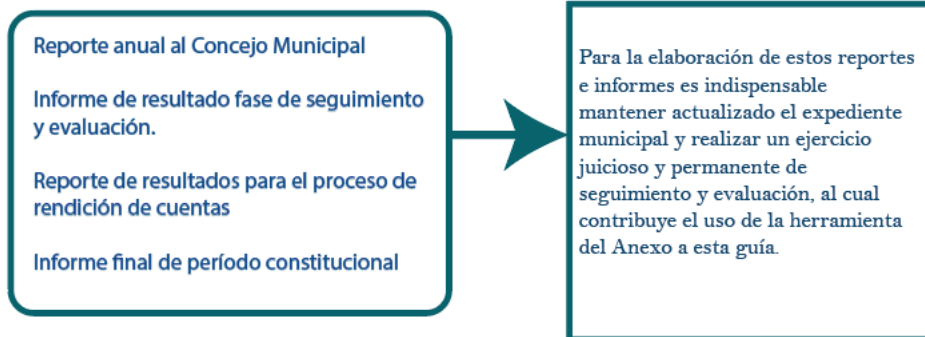 Reporte anual al Concejo Municipal
Informe de resultado fase de seguimiento
y evaluación.
Reporte de resultados para el proceso de
rendición de cuentas
Informe final de período constitucional
Para la elaboración de estos reportes
e informes es indispensable
mantener actualizado el expediente
municipal y realizar un ejercicio
juicioso y permanente de
seguimiento y evaluación, al cual
contribuye el uso de la herramienta
del Anexo a esta guía.